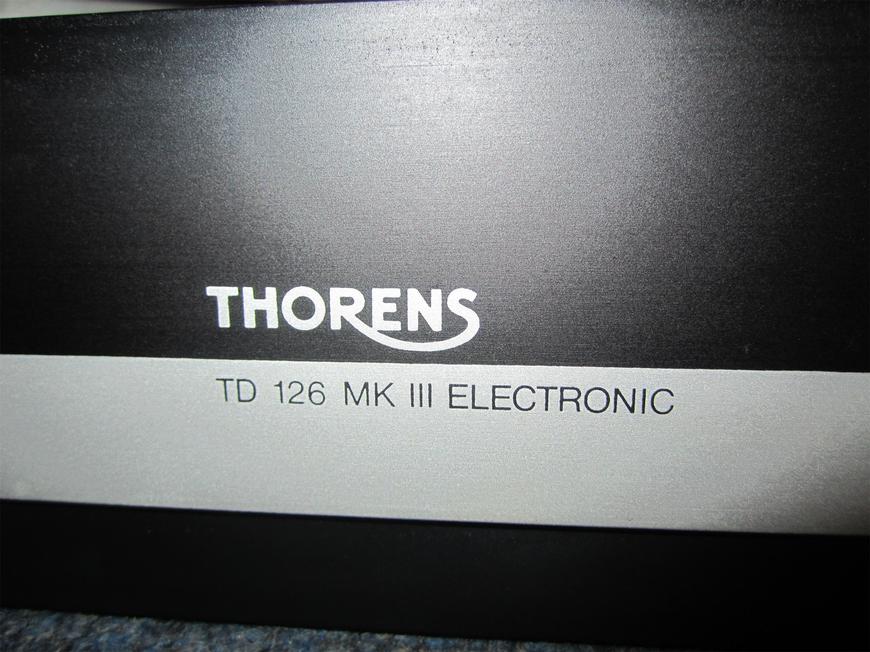 THORENS
TD 126 MK III ELECTRONIC